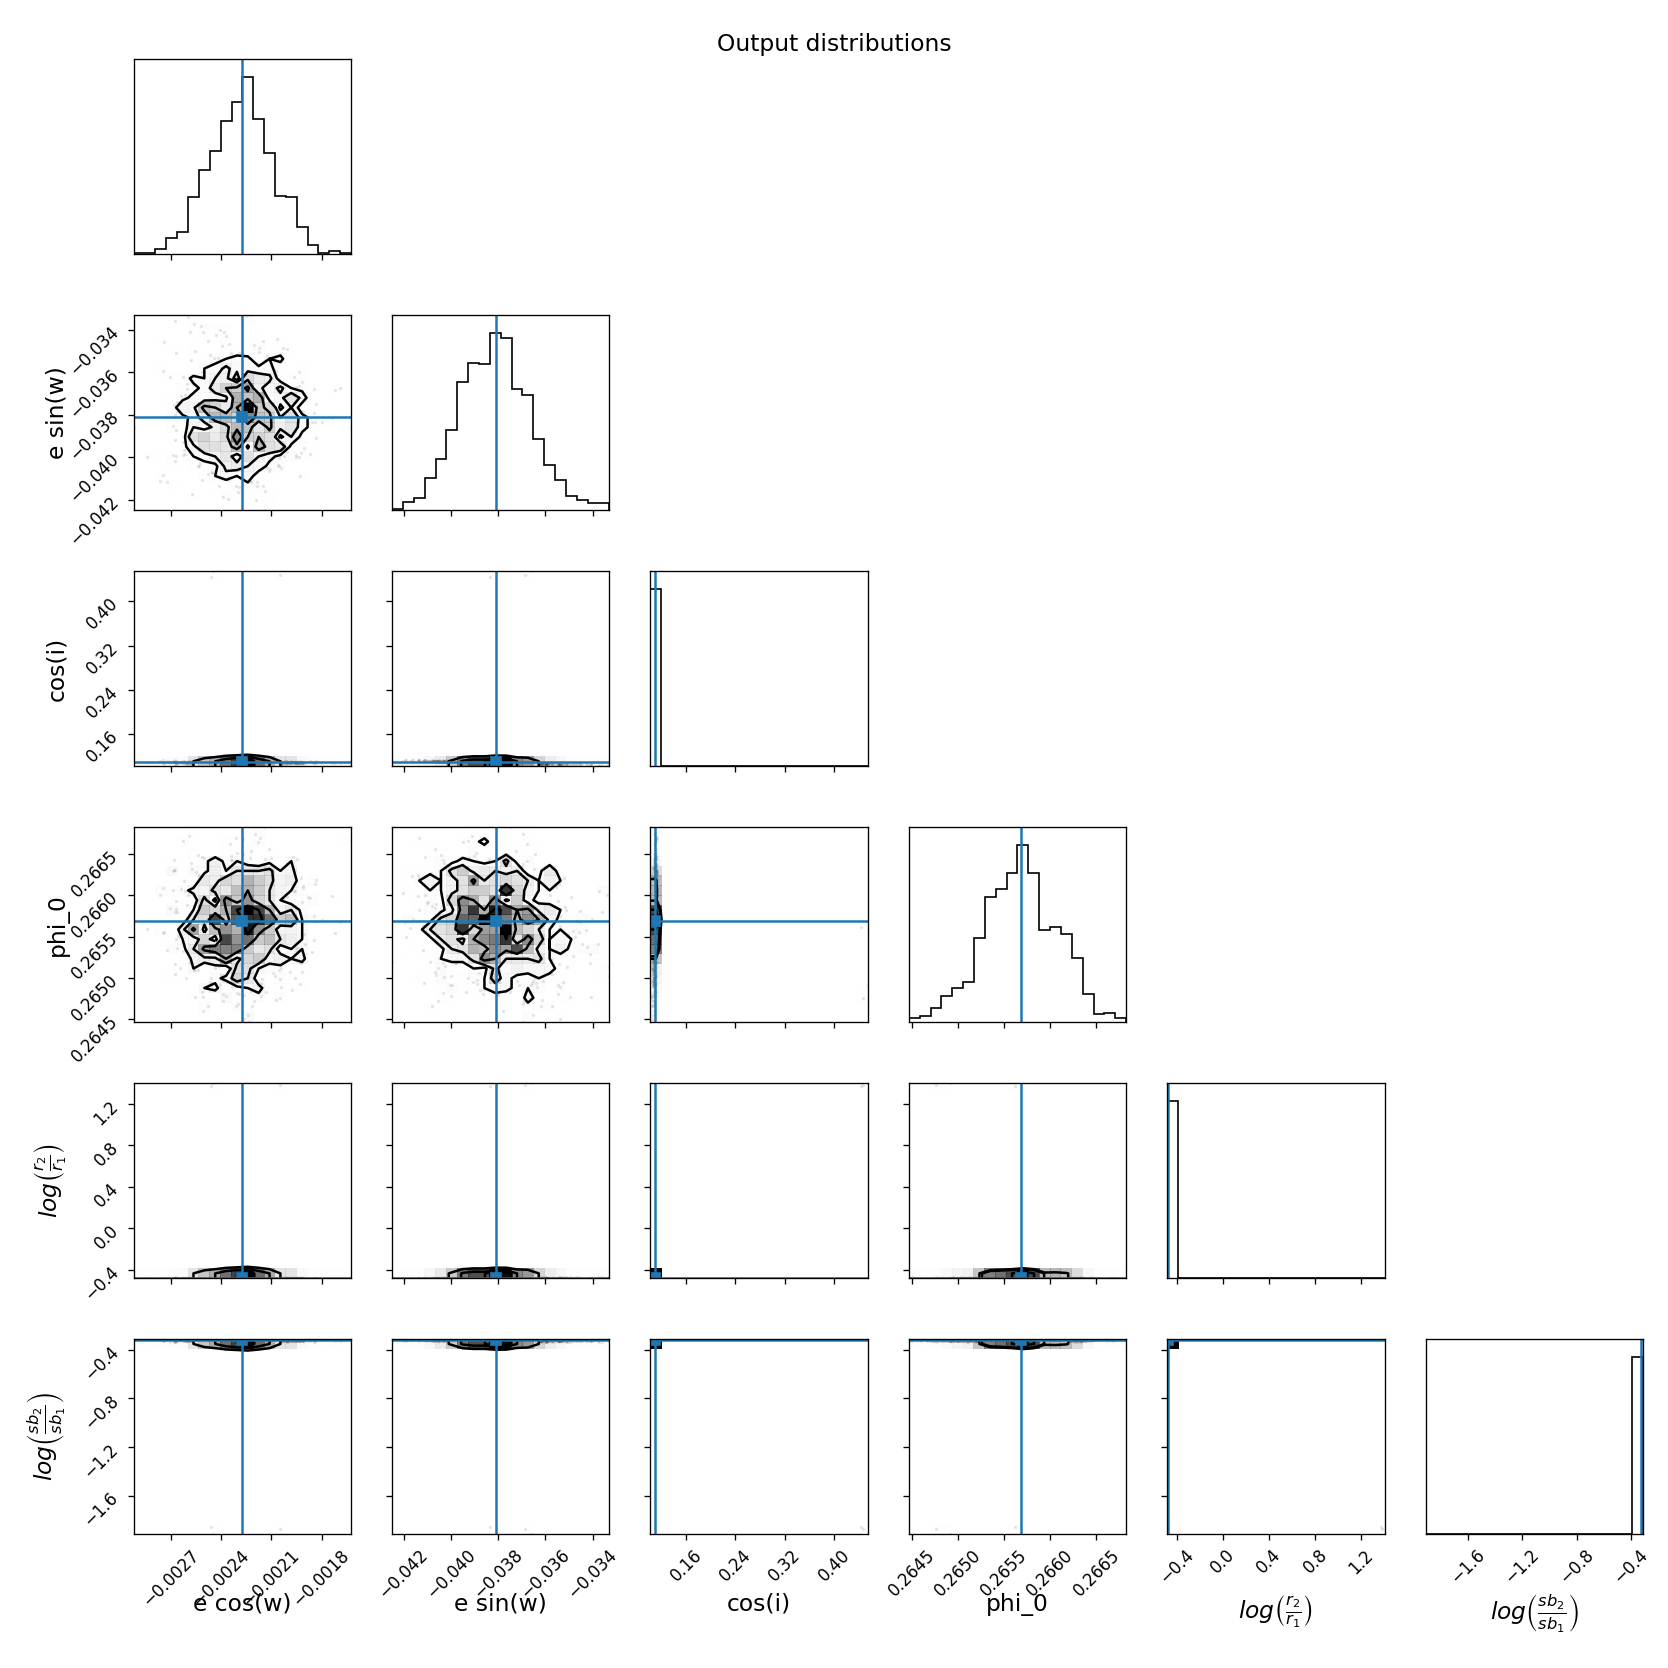 Output distributions
e sin(w)
−0.034
−0.036
−0.038
−0.040
−0.042
cos(i)
0.40
0.32
0.24
0.16
phi_0
0.2665
0.2660
0.2655
0.2650
0.2645
log(r₂/r₁)
1.2
0.8
0.4
0.0
−0.4
log(sb₂/sb₁)
−0.4
−0.8
−1.2
−1.6
−0.0027 −0.0024 −0.0021 −0.0018
e cos(w)
−0.042 −0.040 −0.038 −0.036 −0.034
e sin(w)
0.16 0.24 0.32 0.40
cos(i)
0.2645 0.2650 0.2655 0.2660 0.2665
phi_0
−0.4 0.0 0.4 0.8 1.2
log(r₂/r₁)
−1.6 −1.2 −0.8 −0.4
log(sb₂/sb₁)